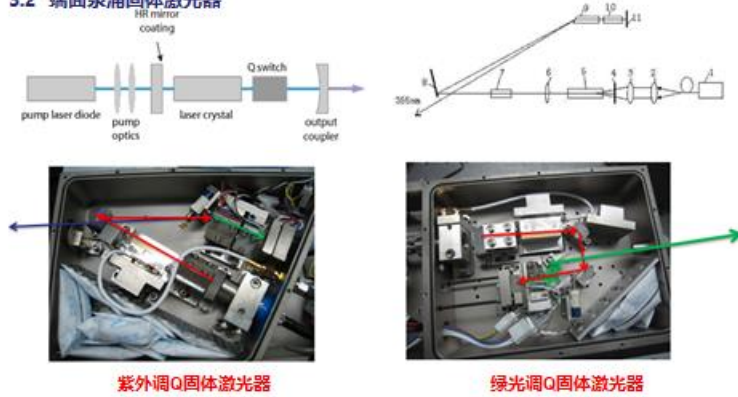 3.2 端面泵浦固体激光器
HR mirror
coating
Q switch
pump laser diode
pump
optics
laser crystal
output
coupler
9 10 11
8 7 6 5 4 3 2 1
355nm
紫外调Q固体激光器
绿光调Q固体激光器